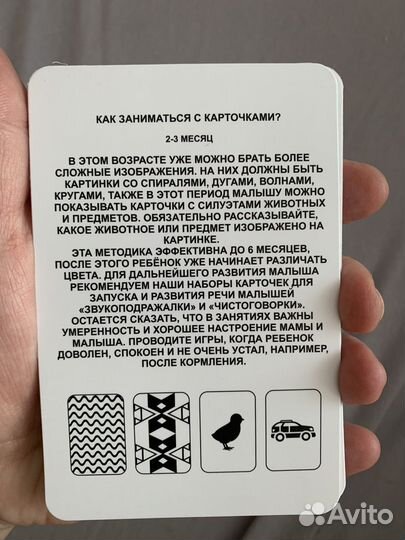 КАК ЗАНИМАТЬСЯ С КАРТОЧКАМИ?
2-3 МЕСЯЦ
В ЭТОМ ВОЗРАСТЕ УЖЕ МОЖНО БРАТЬ БОЛЕЕ
СЛОЖНЫЕ ИЗОБРАЖЕНИЯ. НА НИХ ДОЛЖНЫ БЫТЬ
КАРТИНКИ СО СПИРАЛЯМИ, ДУГАМИ, ВОЛНАМИ,
КРУГАМИ, ТАКЖЕ В ЭТОТ ПЕРИОД МАЛЫШУ МОЖНО
ПОКАЗЫВАТЬ КАРТОЧКИ С СИЛУЭТАМИ ЖИВОТНЫХ
И ПРЕДМЕТОВ. ОБЯЗАТЕЛЬНО РАССКАЗЫВАЙТЕ,
КАКОЕ ЖИВОТНОЕ ИЛИ ПРЕДМЕТ ИЗОБРАЖЕНО НА
КАРТИНКЕ.
ЭТА МЕТОДИКА ЭФФЕКТИВНА ДО 6 МЕСЯЦЕВ,
ПОСЛЕ ЭТОГО РЕБЁНОК УЖЕ НАЧИНАЕТ РАЗЛИЧАТЬ
ЦВЕТА. ДЛЯ ДАЛЬНЕЙШЕГО РАЗВИТИЯ МАЛЫША
РЕКОМЕНДУЕМ НАШИ НАБОРЫ КАРТОЧЕК ДЛЯ
ЗАПУСКА И РАЗВИТИЯ РЕЧИ МАЛЫШЕЙ
«ЗВУКОПОДРАЖАЛКИ» И «ЧИСТОГОВОРКИ».
ОСТАЕТСЯ СКАЗАТЬ, ЧТО В ЗАНЯТИЯХ ВАЖНЫ
УМЕРЕННОСТЬ И ХОРОШЕЕ НАСТРОЕНИЕ МАМЫ И
МАЛЫША. ПРОВОДИТЕ ИГРЫ, КОГДА РЕБЕНОК
ДОВОЛЕН, СПОКОЕН И НЕ ОЧЕНЬ УСТАЛ, НАПРИМЕР,
ПОСЛЕ КОРМЛЕНИЯ.
Avito